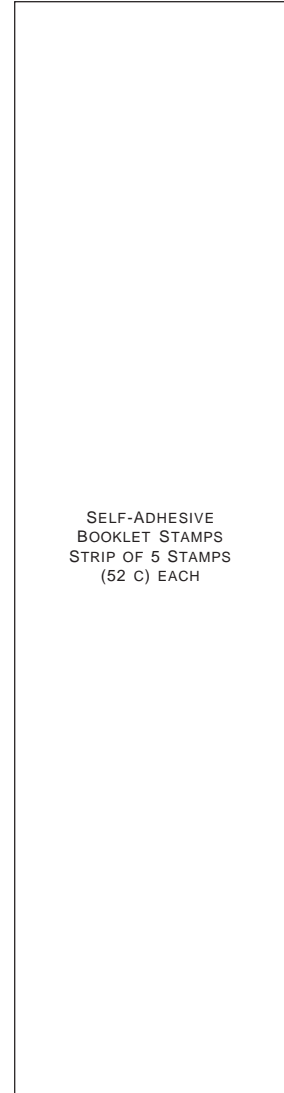 SELF-ADHESIVE
BOOKLET STAMPS
STRIP OF 5 STAMPS
(52 C) EACH